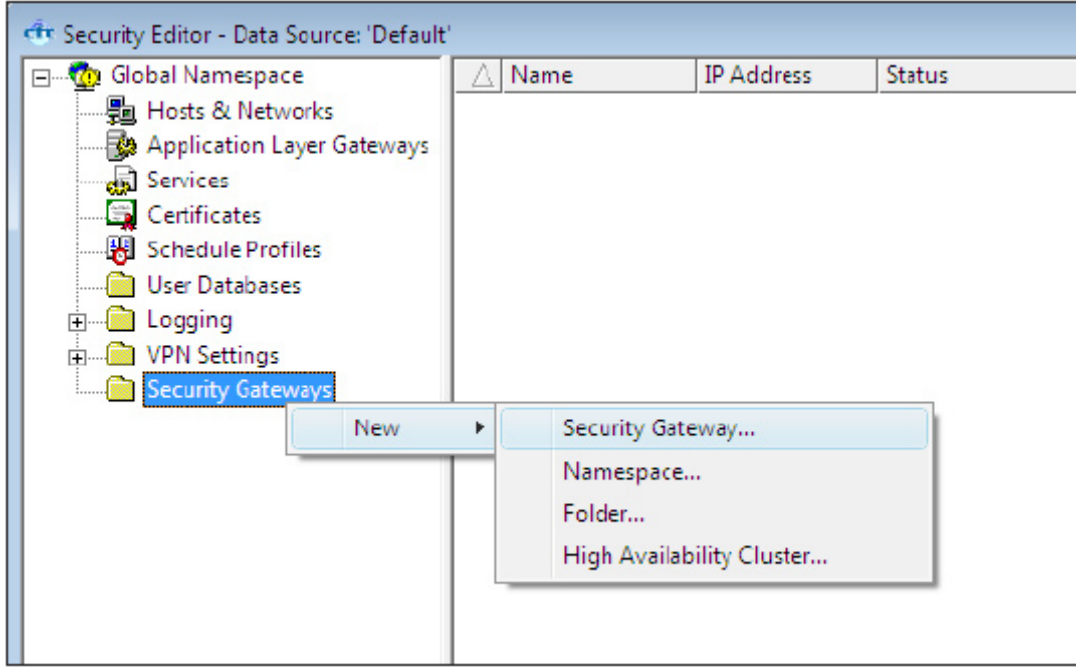 Security Editor - Data Source: 'Default'
Global Namespace
Name IP Address Status
Hosts & Networks
Application Layer Gateways
Services
Certificates
Schedule Profiles
User Databases
Logging
VPN Settings
Security Gateways
New
Security Gateway...
Namespace...
Folder...
High Availability Cluster...